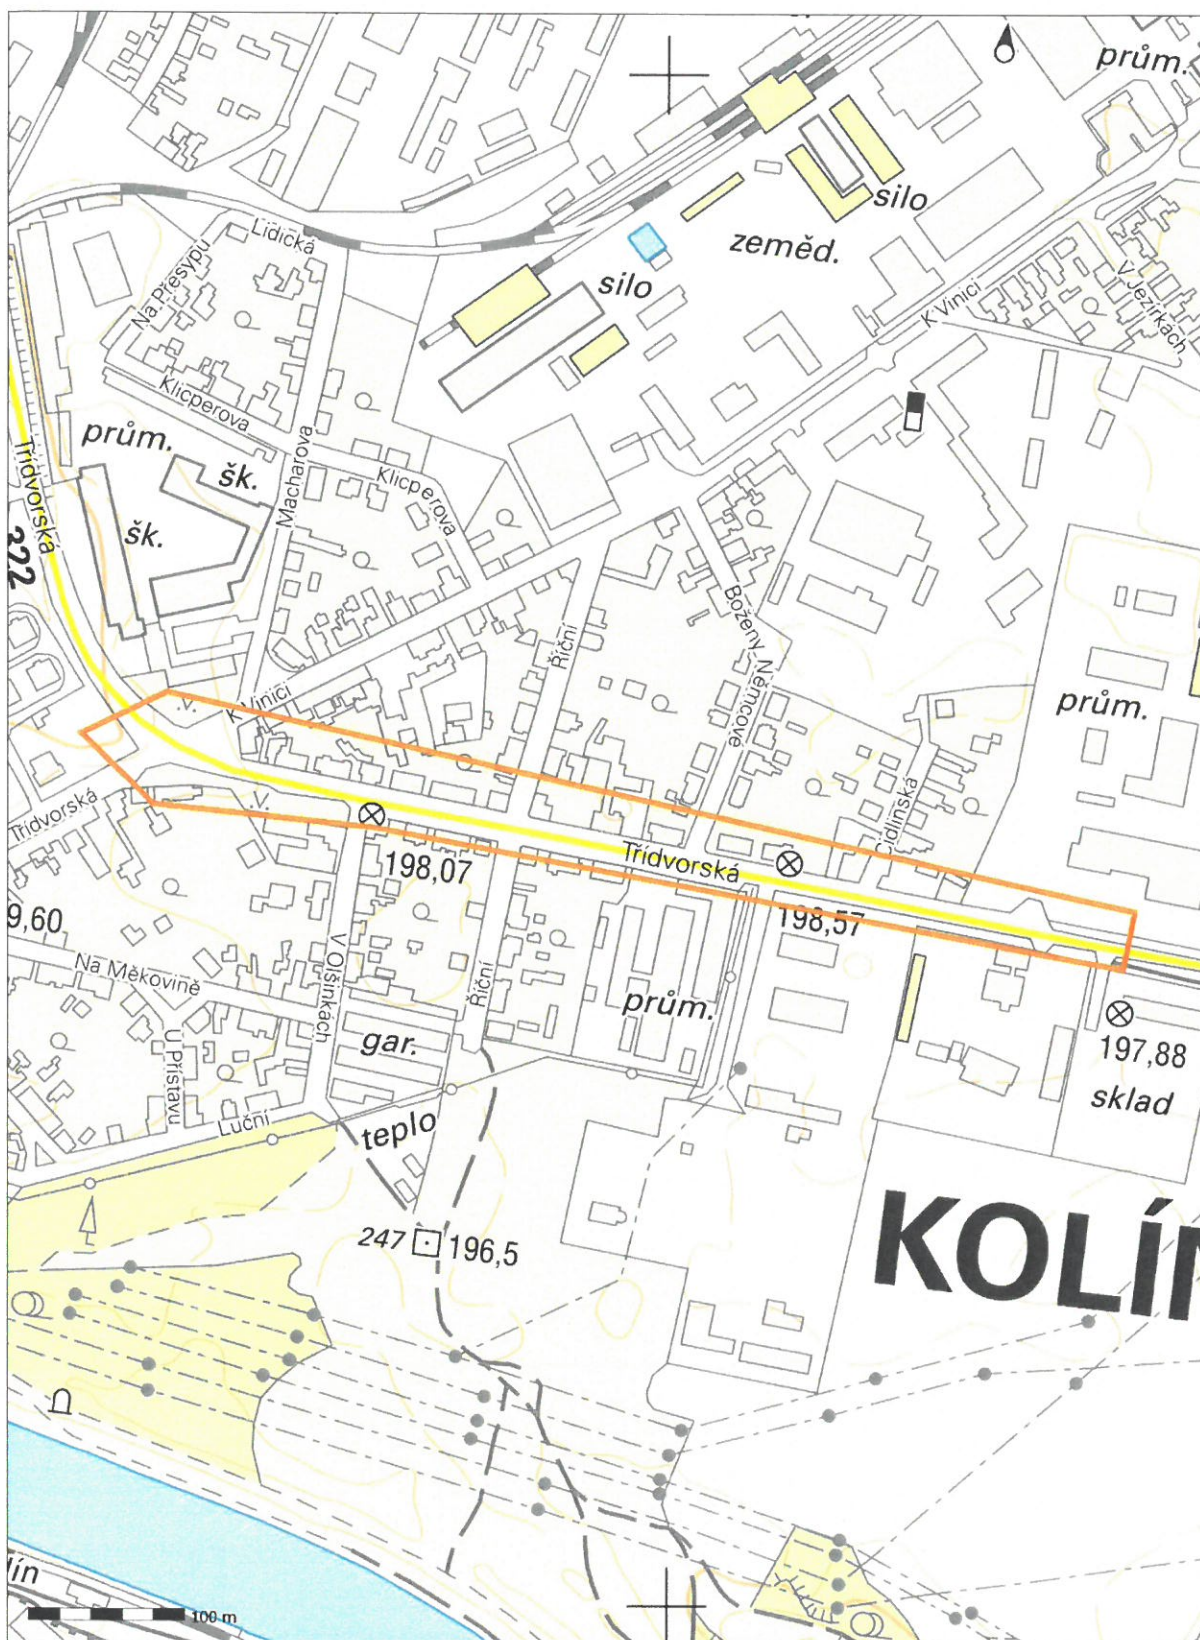 prům.
silo
Lidická
zeměd.
Na Přesypu
silo
V Jezírkách
K Vinici
Klicperova
prům.
šk.
Macharova
Klicperova
Třídvorská
šk.
322
Boženy Němcové
Říční
prům.
K Vinici
Cidlinská
Třídvorská
198,07
Třídvorská
198,57
9,60
V Olšinkách
Na Měkovině
Říční
prům.
gar.
197,88
U Přístavu
sklad
Luční
teplo
KOLÍN
247 196,5
lín
100 m